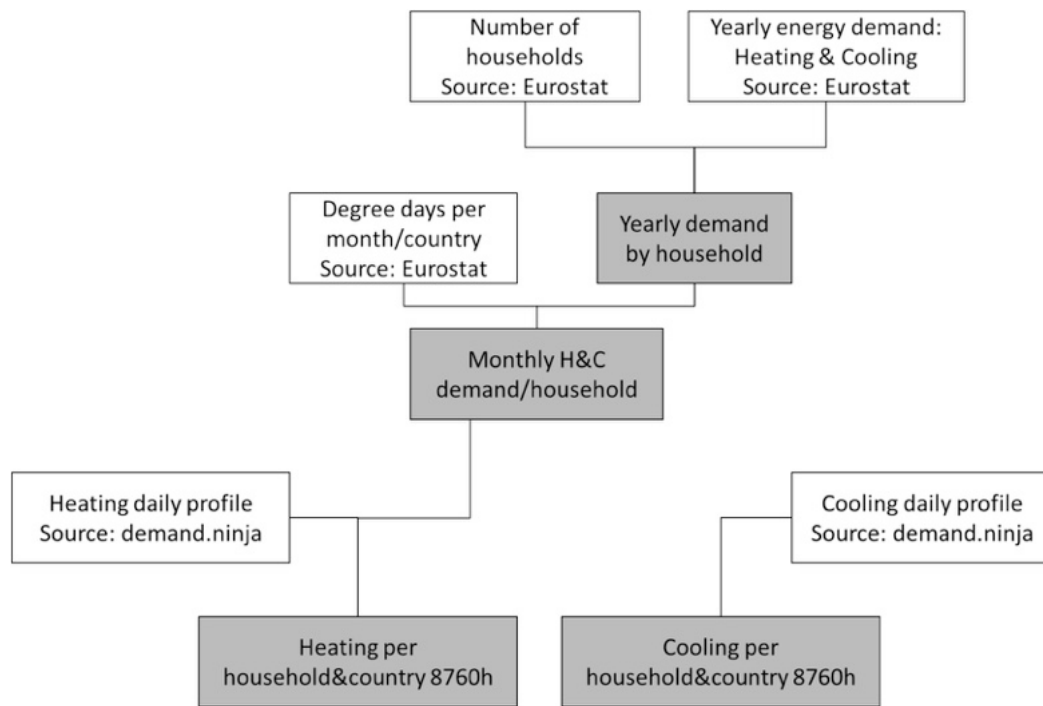 Number of
households
Source: Eurostat
Yearly energy demand:
Heating & Cooling
Source: Eurostat
Degree days per
month/country
Source: Eurostat
Yearly demand
by household
Monthly H&C
demand/household
Heating daily profile
Source: demand.ninja
Cooling daily profile
Source: demand.ninja
Heating per
household&country 8760h
Cooling per
household&country 8760h